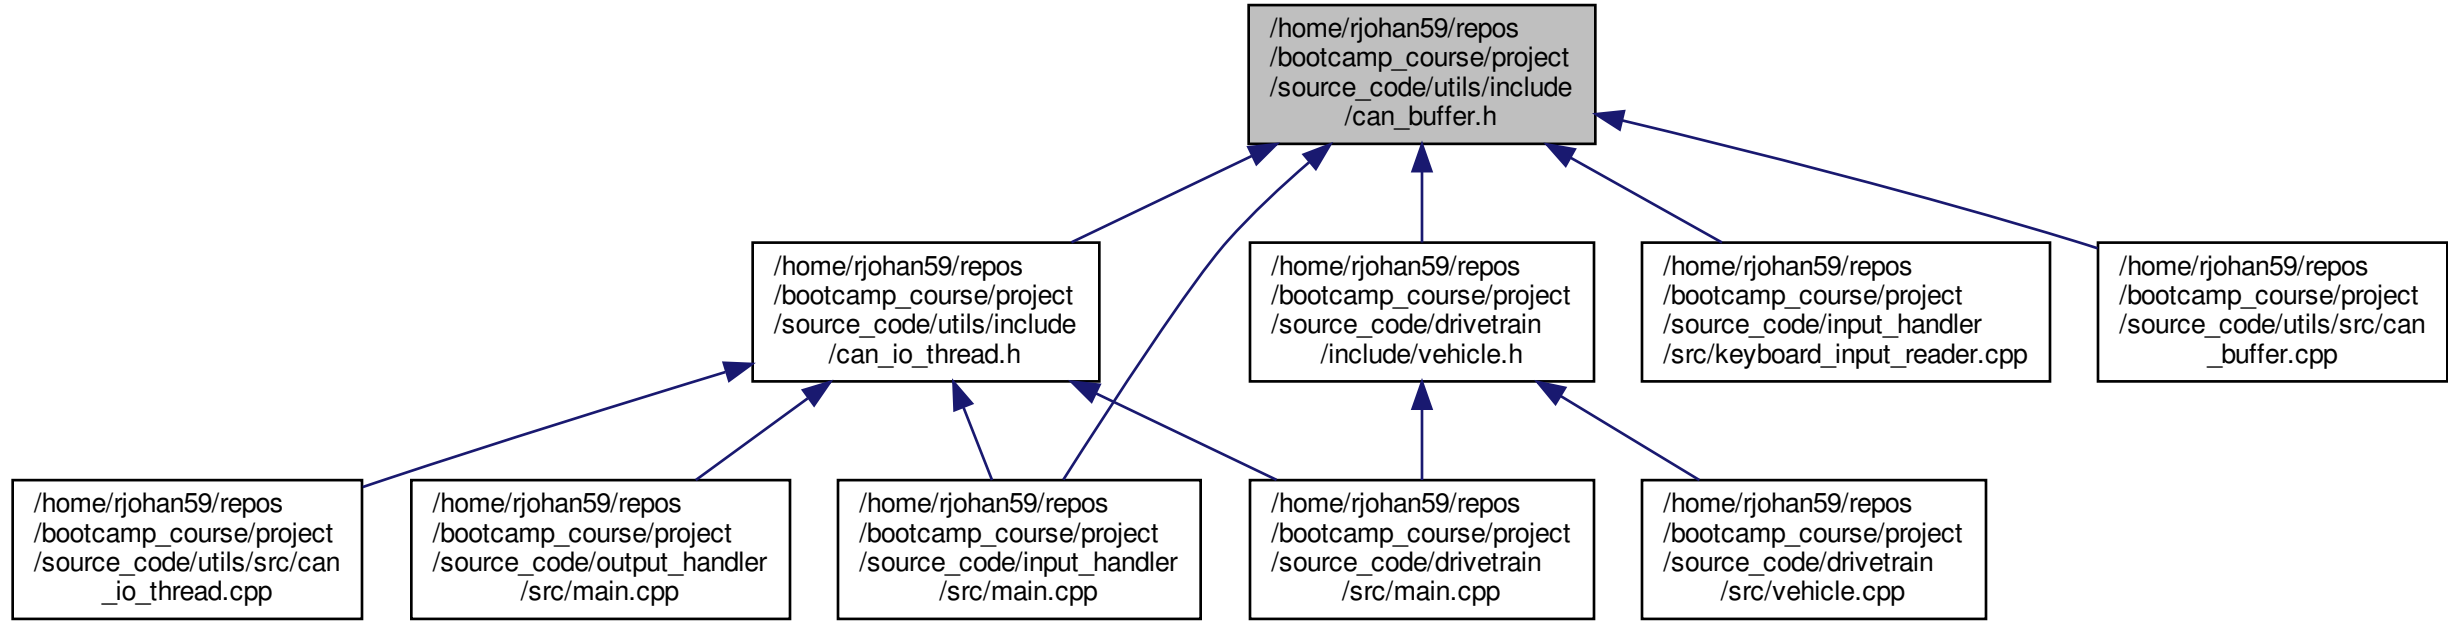 /home/rjohan59/repos
/bootcamp_course/project
/source_code/utils/include
/can_buffer.h
/home/rjohan59/repos
/bootcamp_course/project
/source_code/utils/include
/can_io_thread.h
/home/rjohan59/repos
/bootcamp_course/project
/source_code/drivetrain
/include/vehicle.h
/home/rjohan59/repos
/bootcamp_course/project
/source_code/input_handler
/src/keyboard_input_reader.cpp
/home/rjohan59/repos
/bootcamp_course/project
/source_code/utils/src/can
_buffer.cpp
/home/rjohan59/repos
/bootcamp_course/project
/source_code/utils/src/can
_io_thread.cpp
/home/rjohan59/repos
/bootcamp_course/project
/source_code/output_handler
/src/main.cpp
/home/rjohan59/repos
/bootcamp_course/project
/source_code/input_handler
/src/main.cpp
/home/rjohan59/repos
/bootcamp_course/project
/source_code/drivetrain
/src/main.cpp
/home/rjohan59/repos
/bootcamp_course/project
/source_code/drivetrain
/src/vehicle.cpp